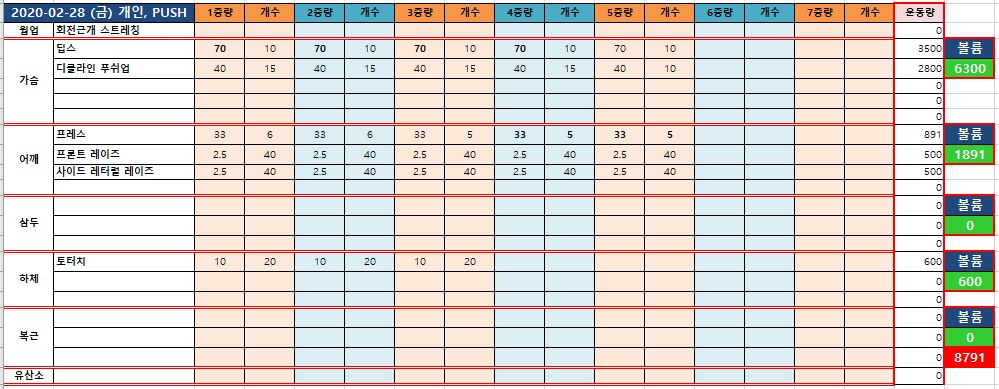 2020-02-28 (금) 개인, PUSH 1중량 개수 2중량 개수 3중량 개수 4중량 개수 5중량 개수 6중량 개수 7중량 개수 운동량
웜업 회전근개 스트레칭 0
가슴 딥스 70 10 70 10 70 10 70 10 70 10 3500 볼륨
디클라인 푸쉬업 40 15 40 15 40 15 40 15 40 10 2800 6300
0
0
0
어깨 프레스 33 6 33 6 33 5 33 5 33 5 891 볼륨
프론트 레이즈 2.5 40 2.5 40 2.5 40 2.5 40 2.5 40 500 1891
사이드 레터럴 레이즈 2.5 40 2.5 40 2.5 40 2.5 40 2.5 40 500
0
삼두 0 볼륨
0 0
0
하체 토터치 10 20 10 20 10 20 600 볼륨
0 600
0
복근 0 볼륨
0 0
0 8791
유산소 0